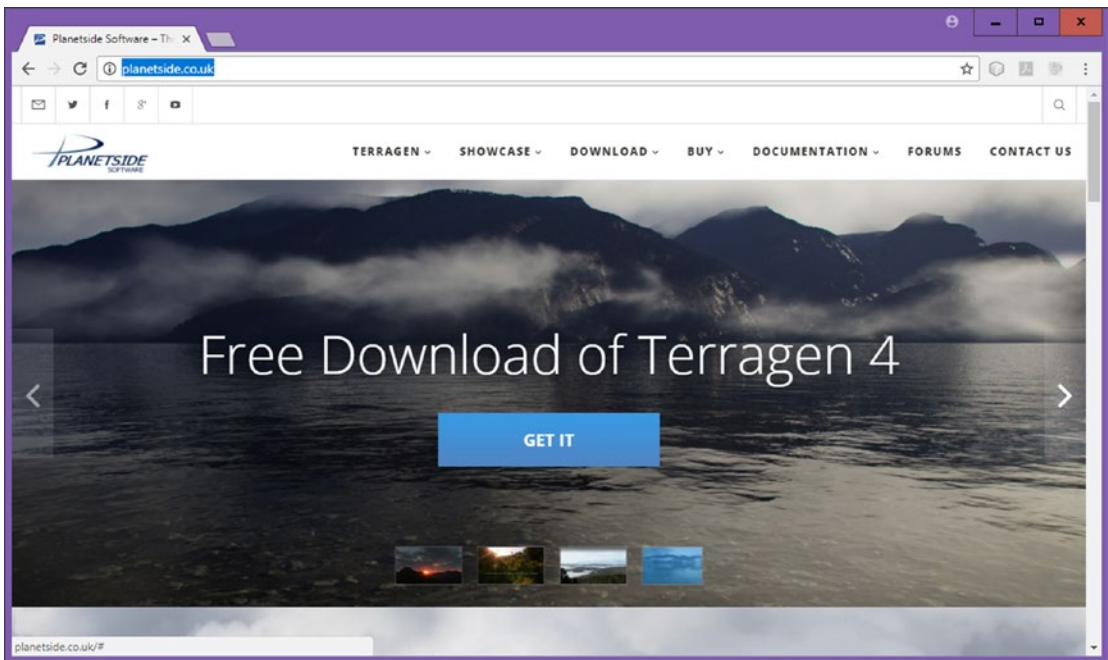 Planetside Software – Th
planetside.co.uk
PLANETSIDE
SOFTWARE
TERRAGEN SHOWCASE DOWNLOAD BUY DOCUMENTATION FORUMS CONTACT US
Free Download of Terragen 4
GET IT
planetside.co.uk/#